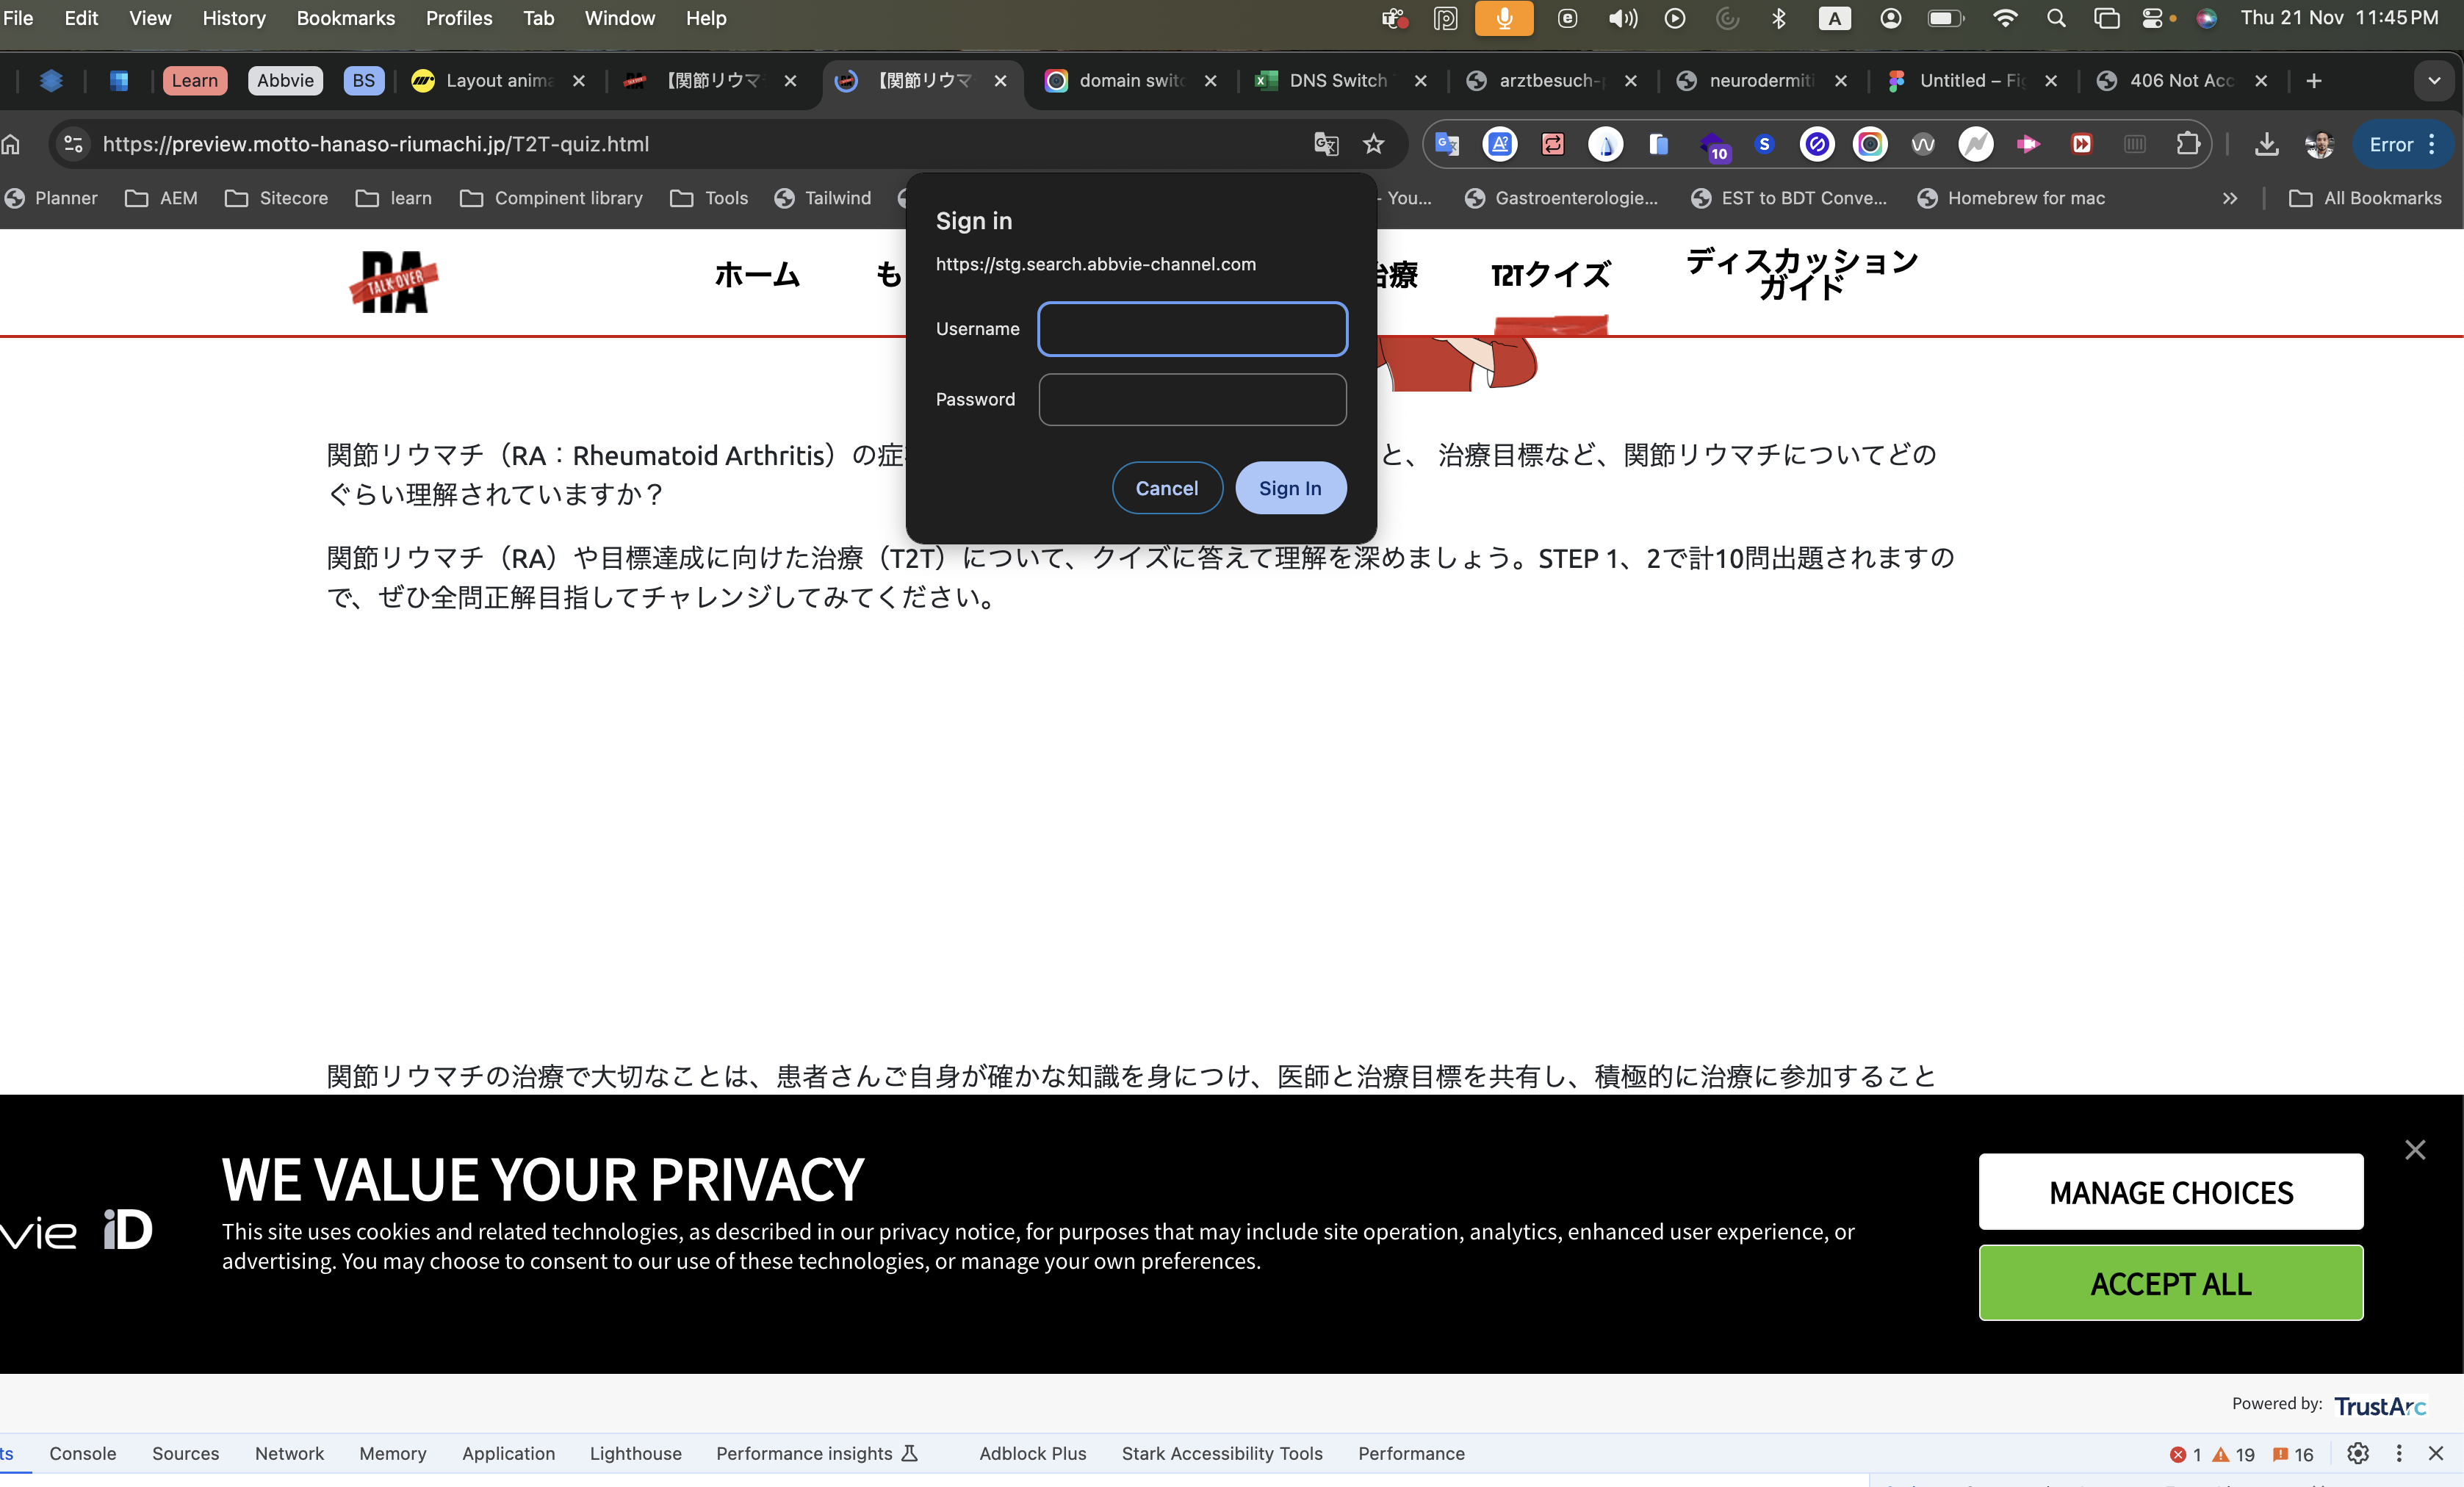 File Edit View History Bookmarks Profiles Tab Window Help A Thu 21 Nov 11:45 PM
Learn Abbvie BS Layout anima 【関節リウマ 【関節リウマ domain switc DNS Switch arztbesuch-p neurodermiti Untitled – Fig 406 Not Acc
https://preview.motto-hanaso-riumachi.jp/T2T-quiz.html 10 Error
Planner AEM Sitecore learn Compinent library Tools Tailwind - You... Gastroenterologie... EST to BDT Conve... Homebrew for mac All Bookmarks
RA TALK OVER ホーム も 治療 T2Tクイズ ディスカッション
ガイド
Sign in
https://stg.search.abbvie-channel.com
Username
Password
Cancel Sign In
関節リウマチ（RA：Rheumatoid Arthritis）の症 と、 治療目標など、関節リウマチについてどの
ぐらい理解されていますか？
関節リウマチ（RA）や目標達成に向けた治療（T2T）について、クイズに答えて理解を深めましょう。STEP 1、2で計10問出題されますの
で、ぜひ全問正解目指してチャレンジしてみてください。
関節リウマチの治療で大切なことは、患者さんご自身が確かな知識を身につけ、医師と治療目標を共有し、積極的に治療に参加すること
WE VALUE YOUR PRIVACY
vie iD
This site uses cookies and related technologies, as described in our privacy notice, for purposes that may include site operation, analytics, enhanced user experience, or
advertising. You may choose to consent to our use of these technologies, or manage your own preferences.
MANAGE CHOICES
ACCEPT ALL
Powered by: TrustArc
ts Console Sources Network Memory Application Lighthouse Performance insights Adblock Plus Stark Accessibility Tools Performance 1 19 16